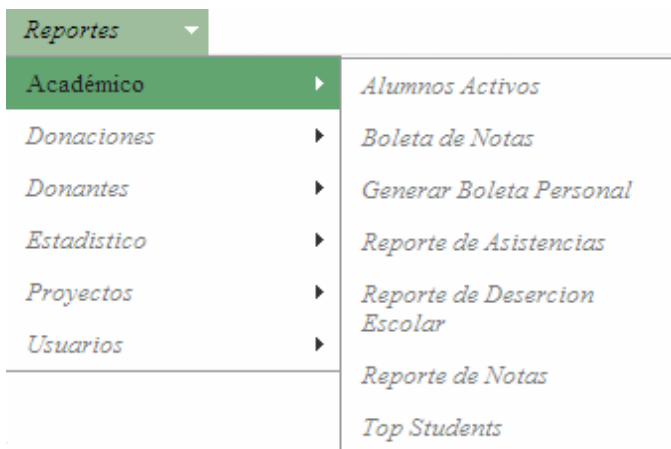 Reportes
Académico
Donaciones
Donantes
Estadistico
Proyectos
Usuarios
Alumnos Activos
Boleta de Notas
Generar Boleta Personal
Reporte de Asistencias
Reporte de Desercion
Escolar
Reporte de Notas
Top Students